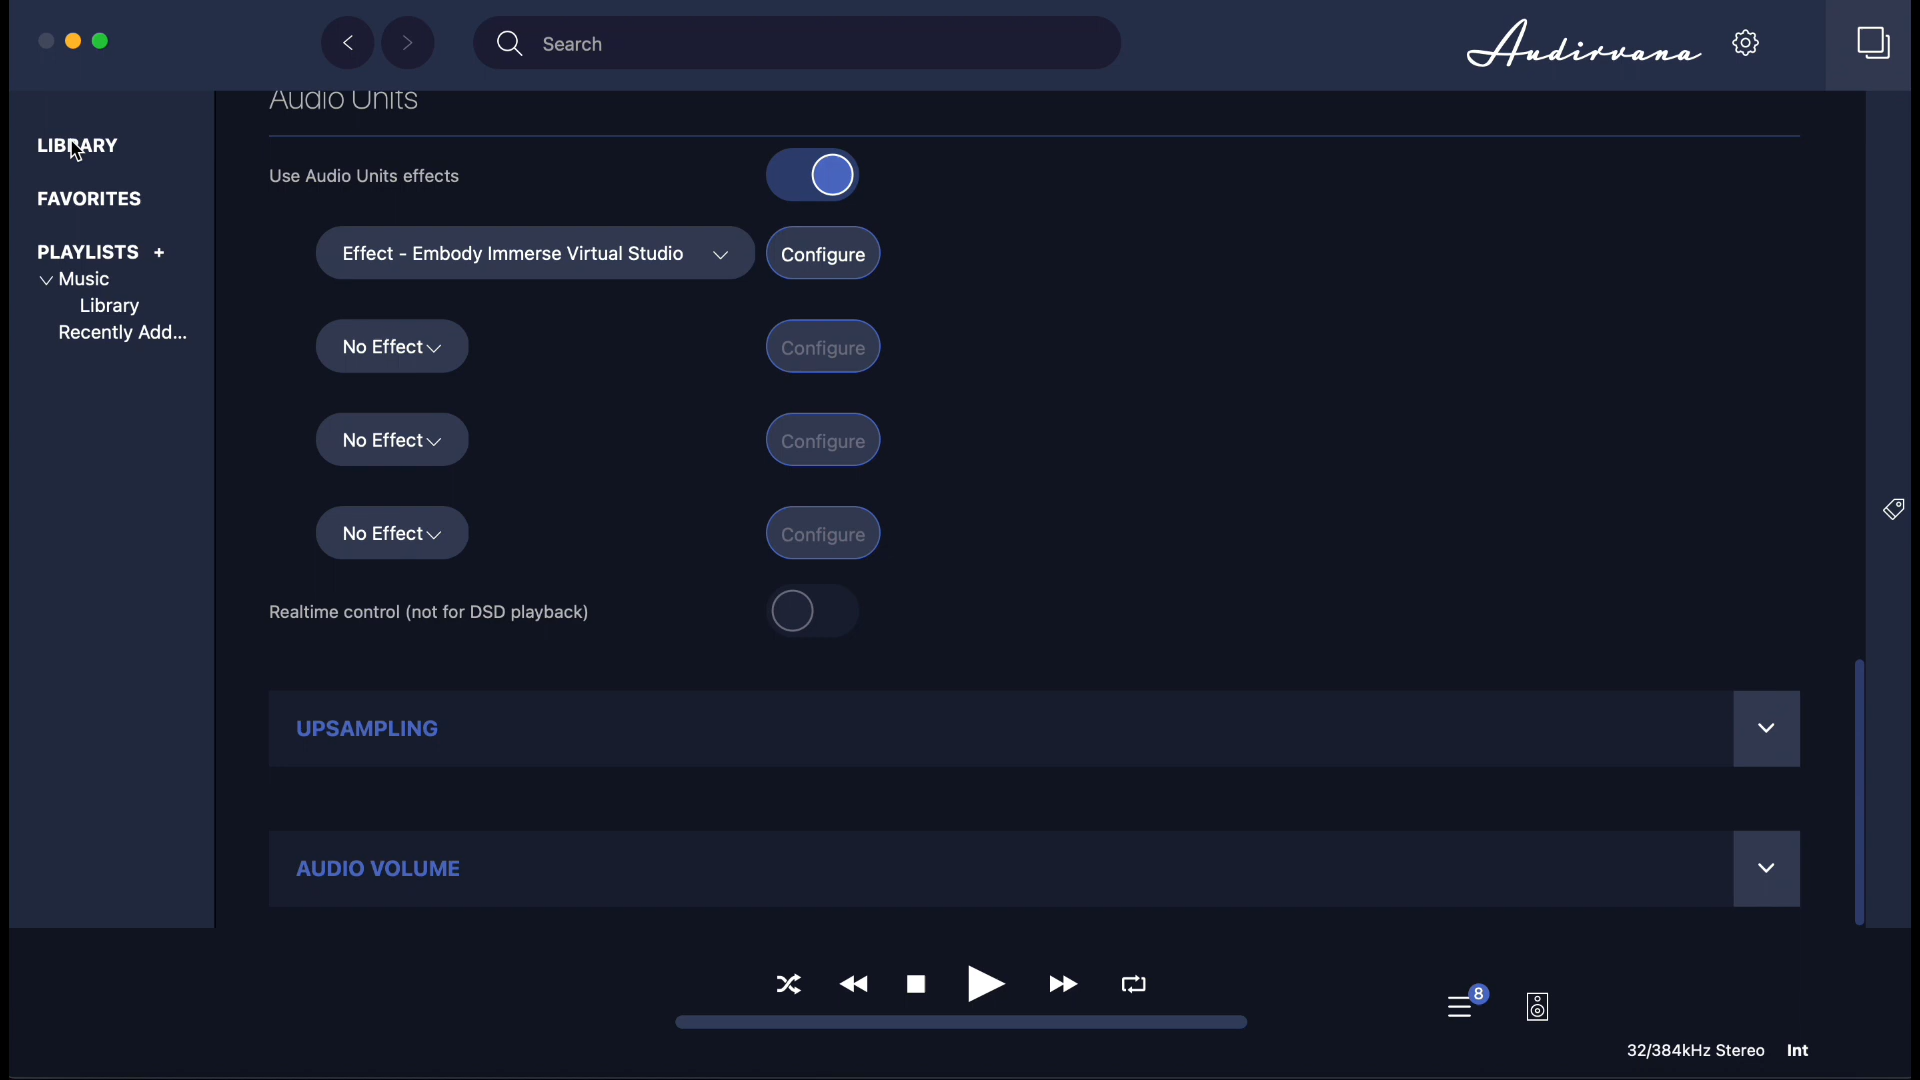 Search
Audirvana
LIBRARY
FAVORITES
PLAYLISTS +
Music
Library
Recently Add...
Audio Units
Use Audio Units effects
Effect - Embody Immerse Virtual Studio
Configure
No Effect
Configure
No Effect
Configure
No Effect
Configure
Realtime control (not for DSD playback)
UPSAMPLING
AUDIO VOLUME
8
32/384kHz Stereo Int